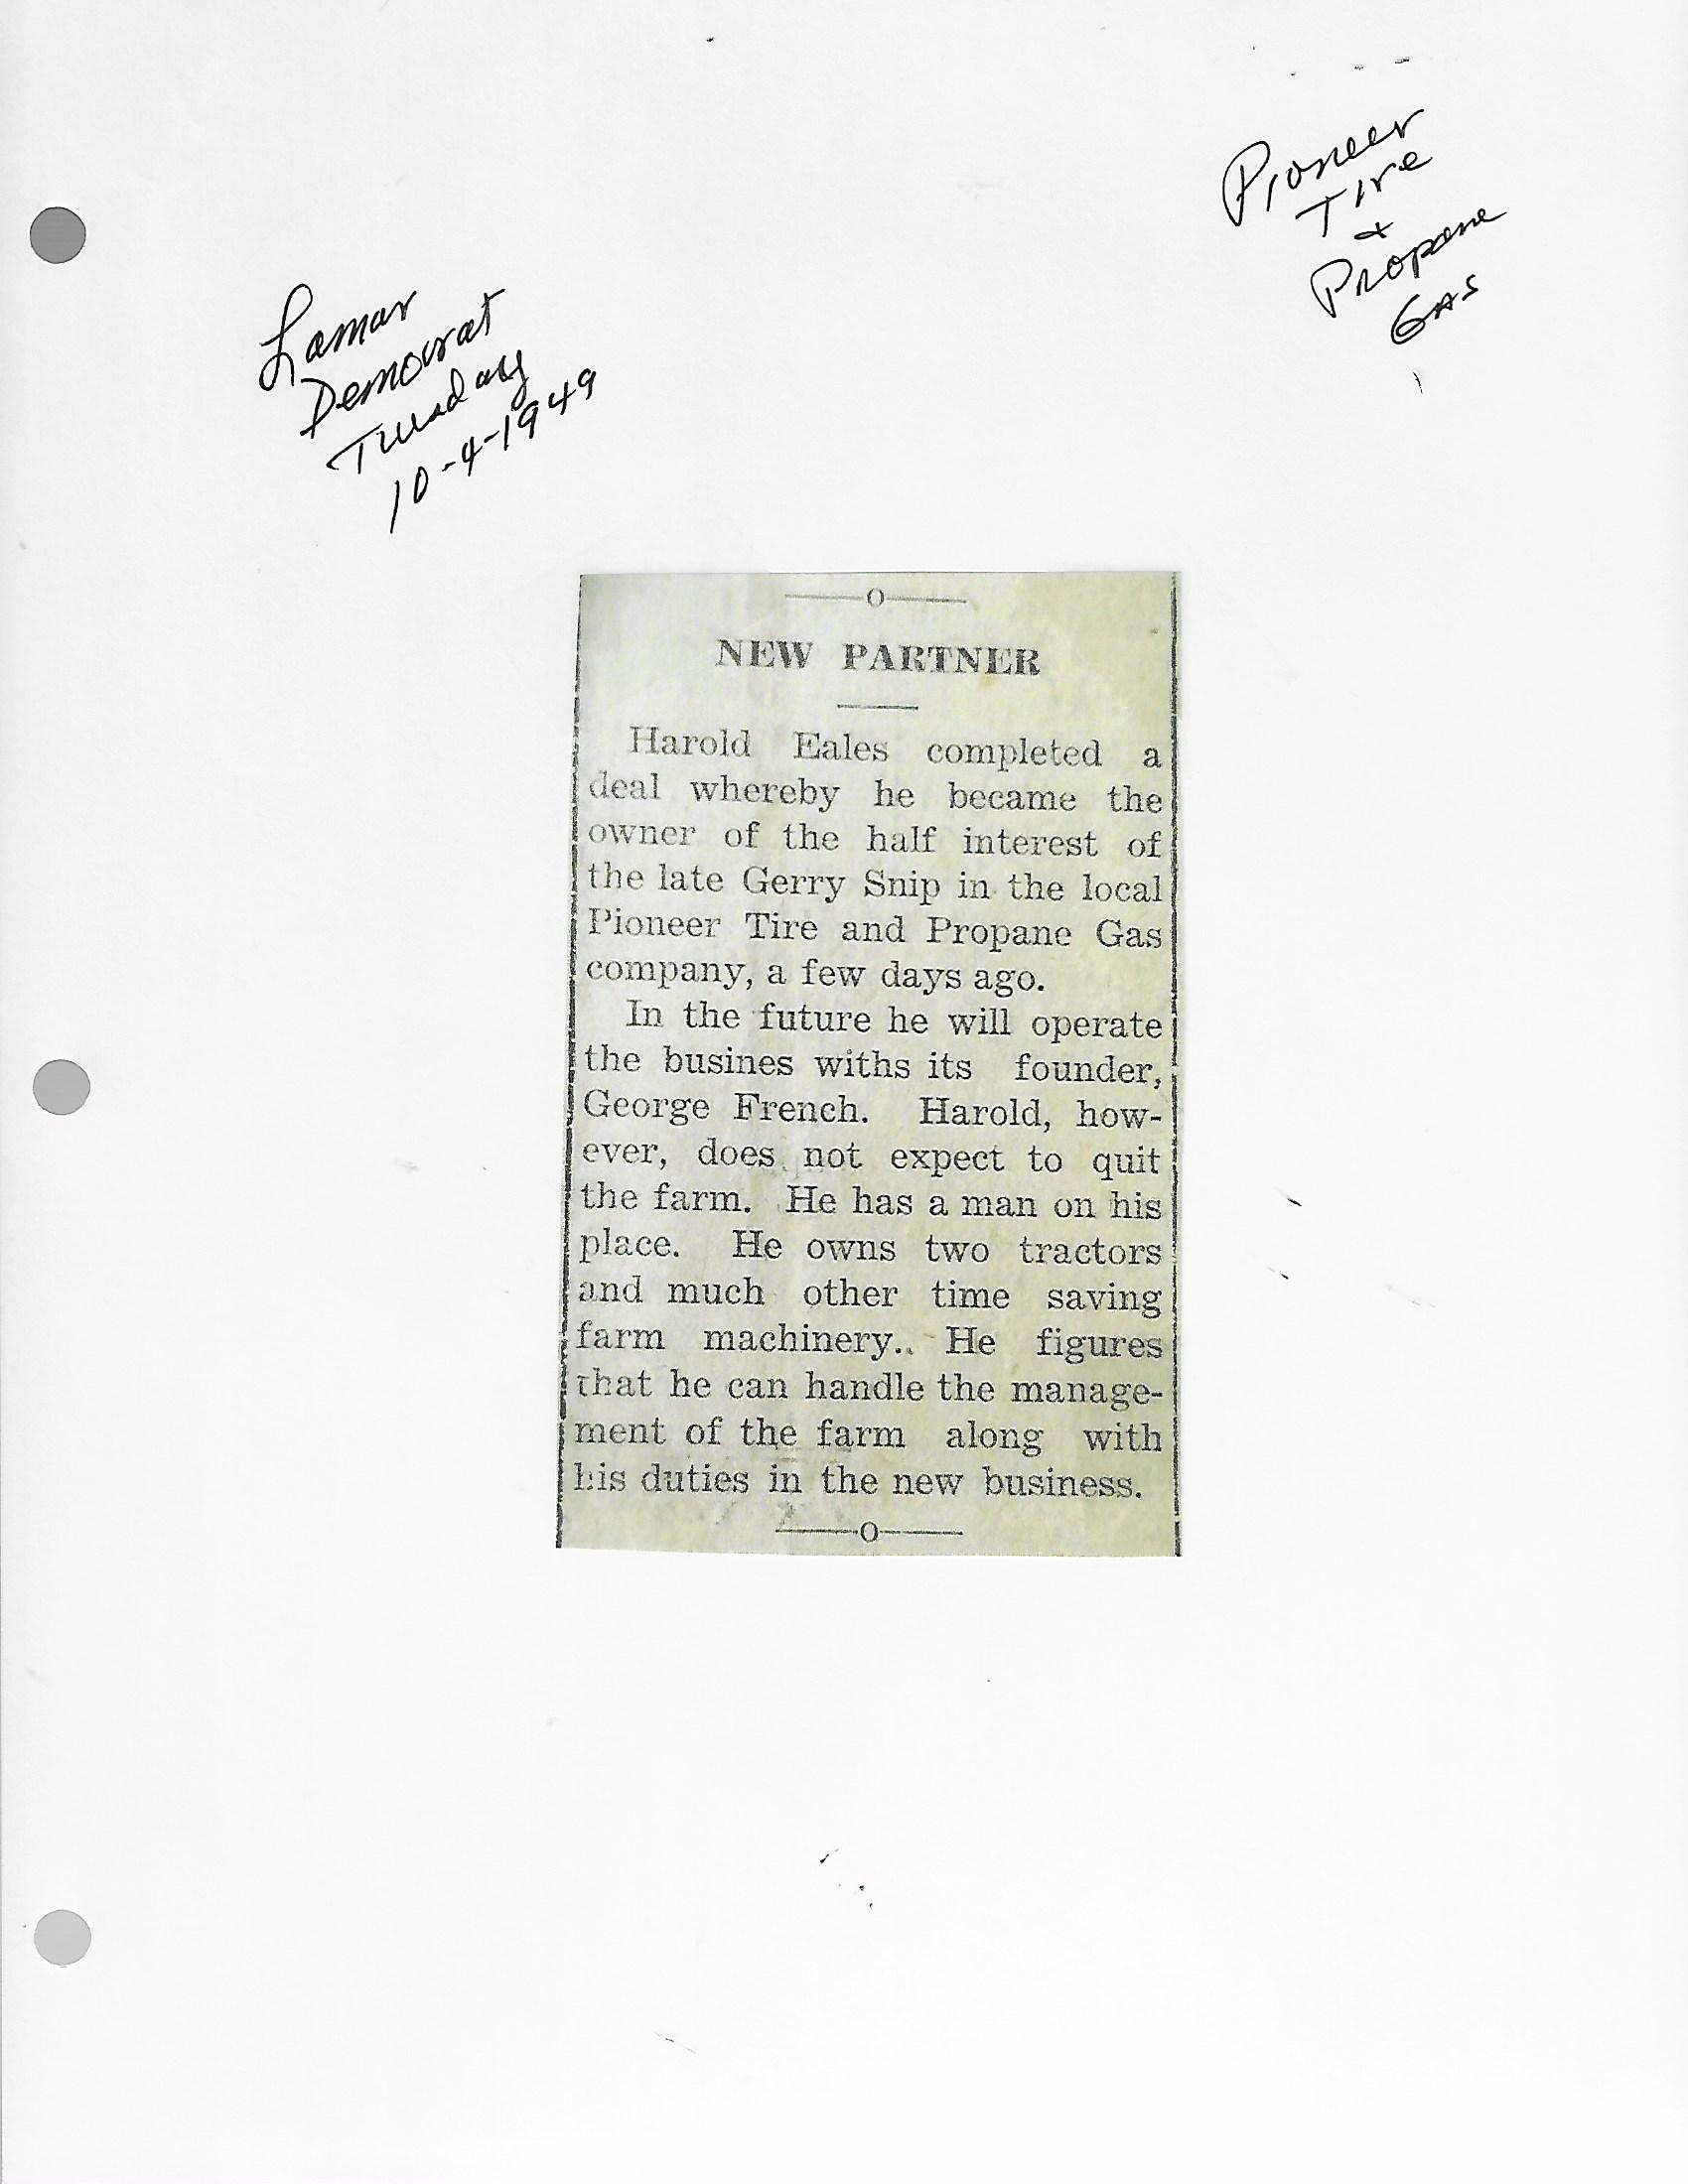 Pioneer
Tire
&
Propane
Gas
Lamar
Democrat
Tuesday
10-4-1949
NEW PARTNER
Harold Eales completed a
deal whereby he became the
owner of the half interest of
the late Gerry Snip in the local
Pioneer Tire and Propane Gas
company, a few days ago.
In the future he will operate
the busines withs its founder,
George French. Harold, how-
ever, does not expect to quit
the farm. He has a man on his
place. He owns two tractors
and much other time saving
farm machinery.. He figures
that he can handle the manage-
ment of the farm along with
his duties in the new business.